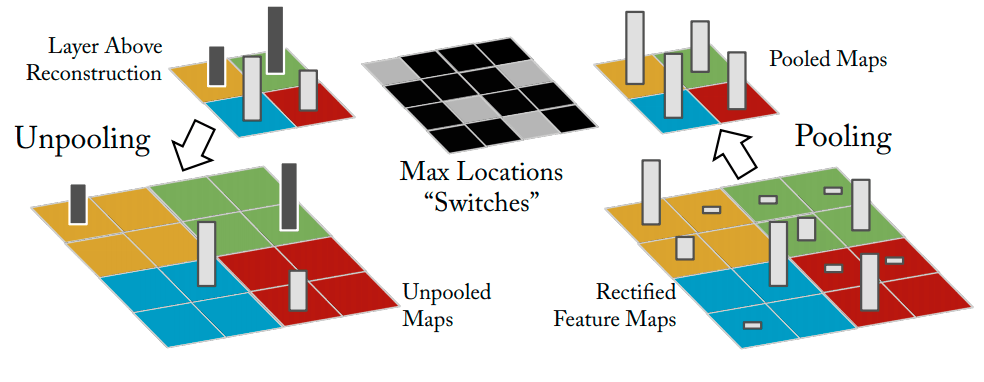 Layer Above
Reconstruction
Unpooling
Max Locations
“Switches”
Unpooled
Maps
Pooled Maps
Pooling
Rectified
Feature Maps